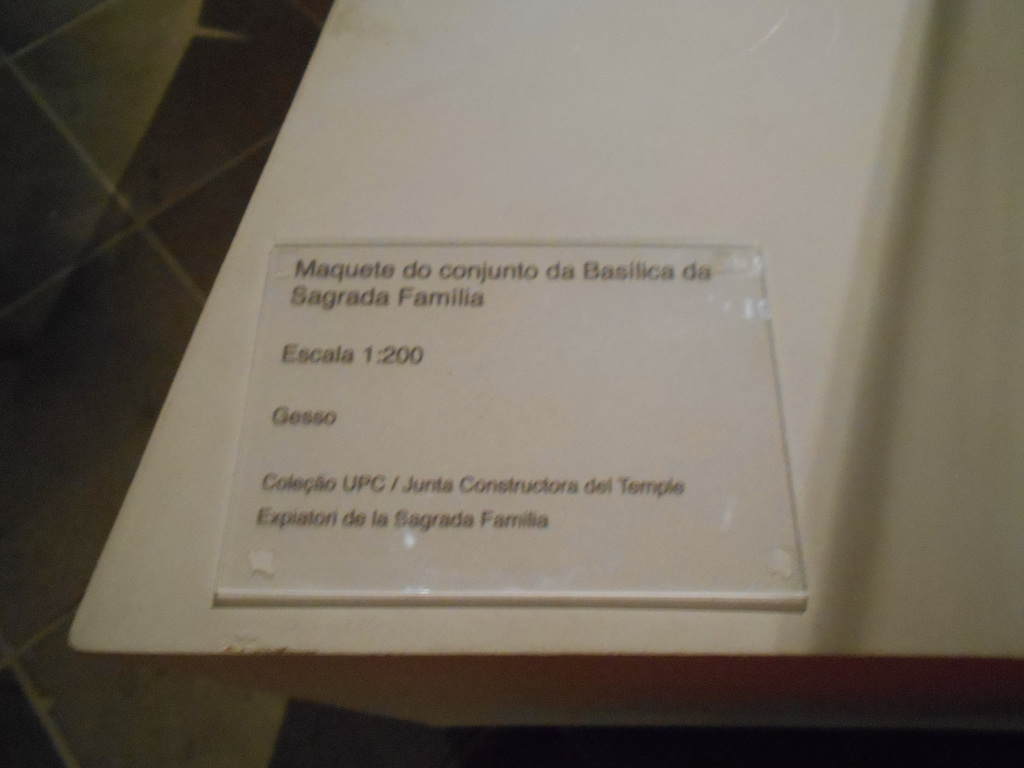 Maquete do conjunto da Basílica da
Sagrada Família
Escala 1:200
Gesso
Coleção UPC / Junta Constructora del Temple
Expiatori de la Sagrada Família